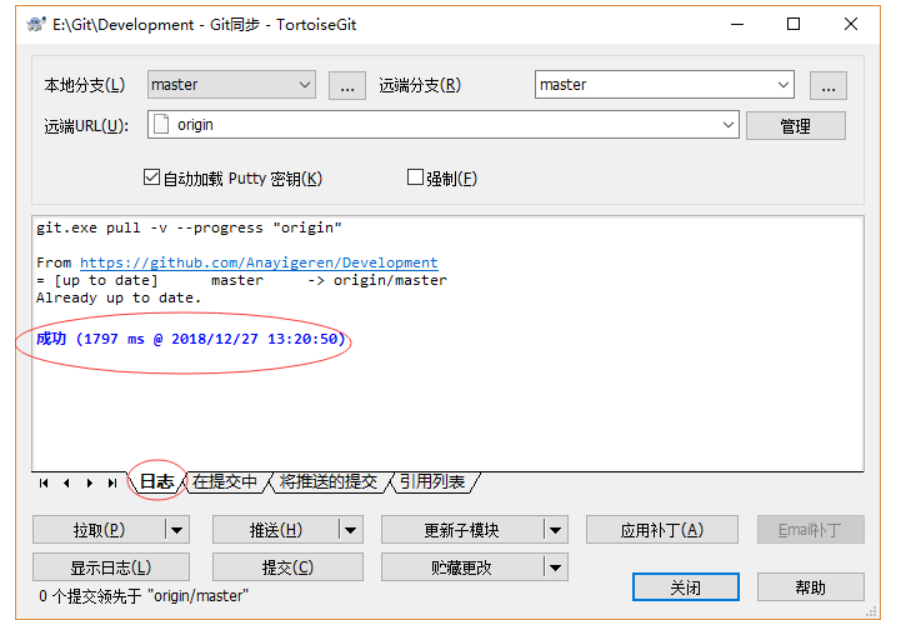 E:\Git\Development - Git同步 - TortoiseGit
本地分支(L) master ... 远端分支(R) master ...
远端URL(U): origin 管理
自动加载 Putty 密钥(K) 强制(F)
git.exe pull -v --progress "origin"
From https://github.com/Anayigeren/Development
= [up to date] master -> origin/master
Already up to date.
成功 (1797 ms @ 2018/12/27 13:20:50)
日志 在提交中 将推送的提交 引用列表
拉取(P) 推送(H) 更新子模块 应用补丁(A) Email补丁
显示日志(L) 提交(C) 贮藏更改
关闭 帮助
0 个提交领先于 "origin/master"